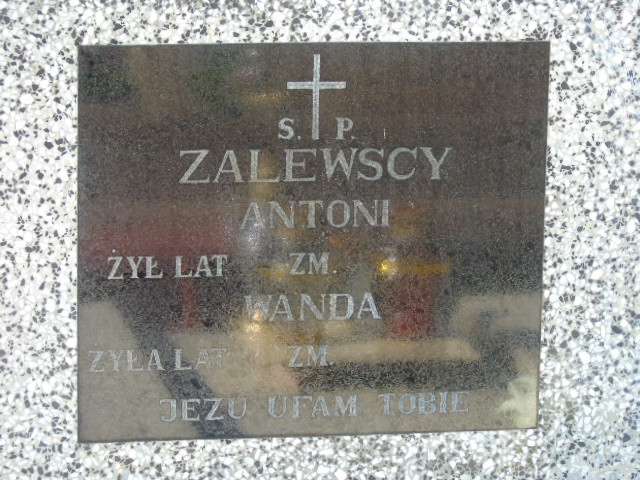 Ś. P.
ZALEWSCY
ANTONI
ŻYŁ LAT ZM.
WANDA
ŻYŁA LAT ZM.
JEZU UFAM TOBIE